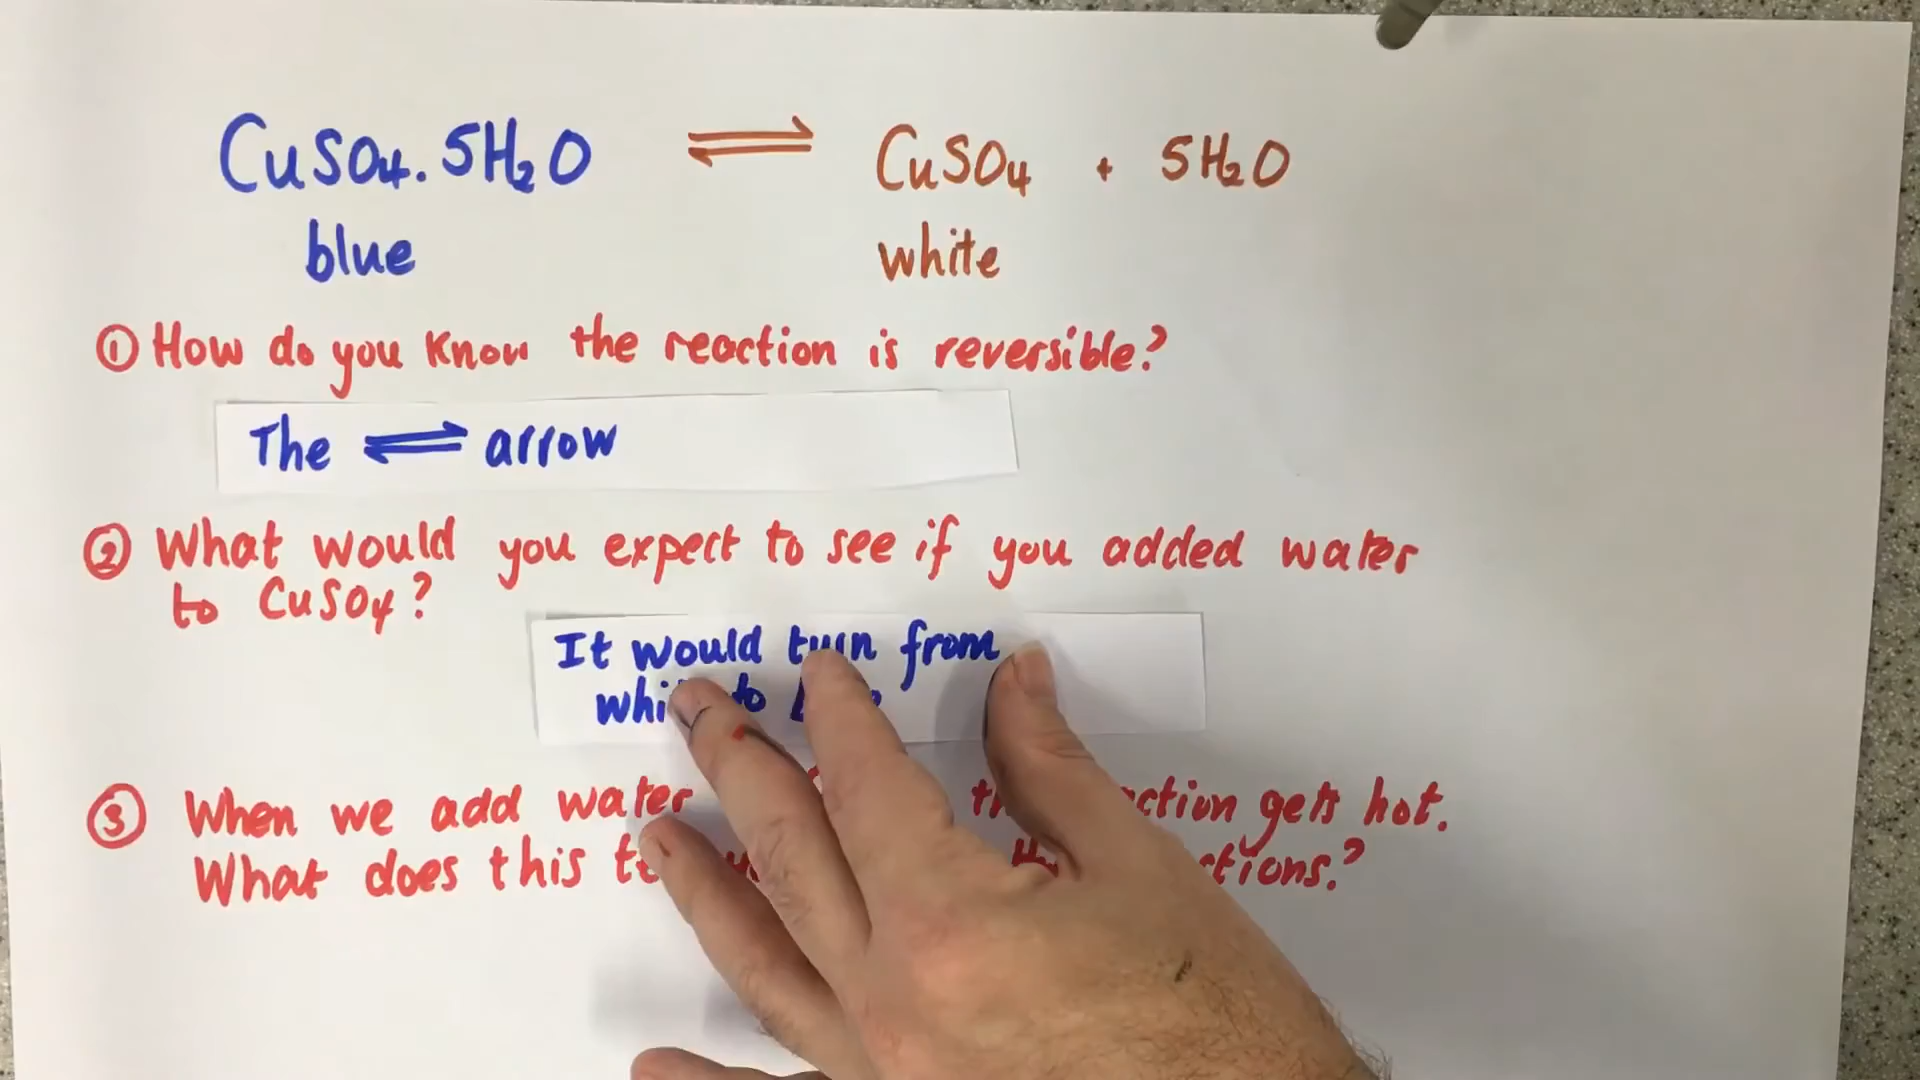 CuSO₄.5H₂O ⇌ CuSO₄ + 5H₂O
blue white
① How do you know the reaction is reversible?
The ⇌ arrow
② What would you expect to see if you added water
to CuSO₄?
It would turn from
to
③ When we add water gets hot.
What does this